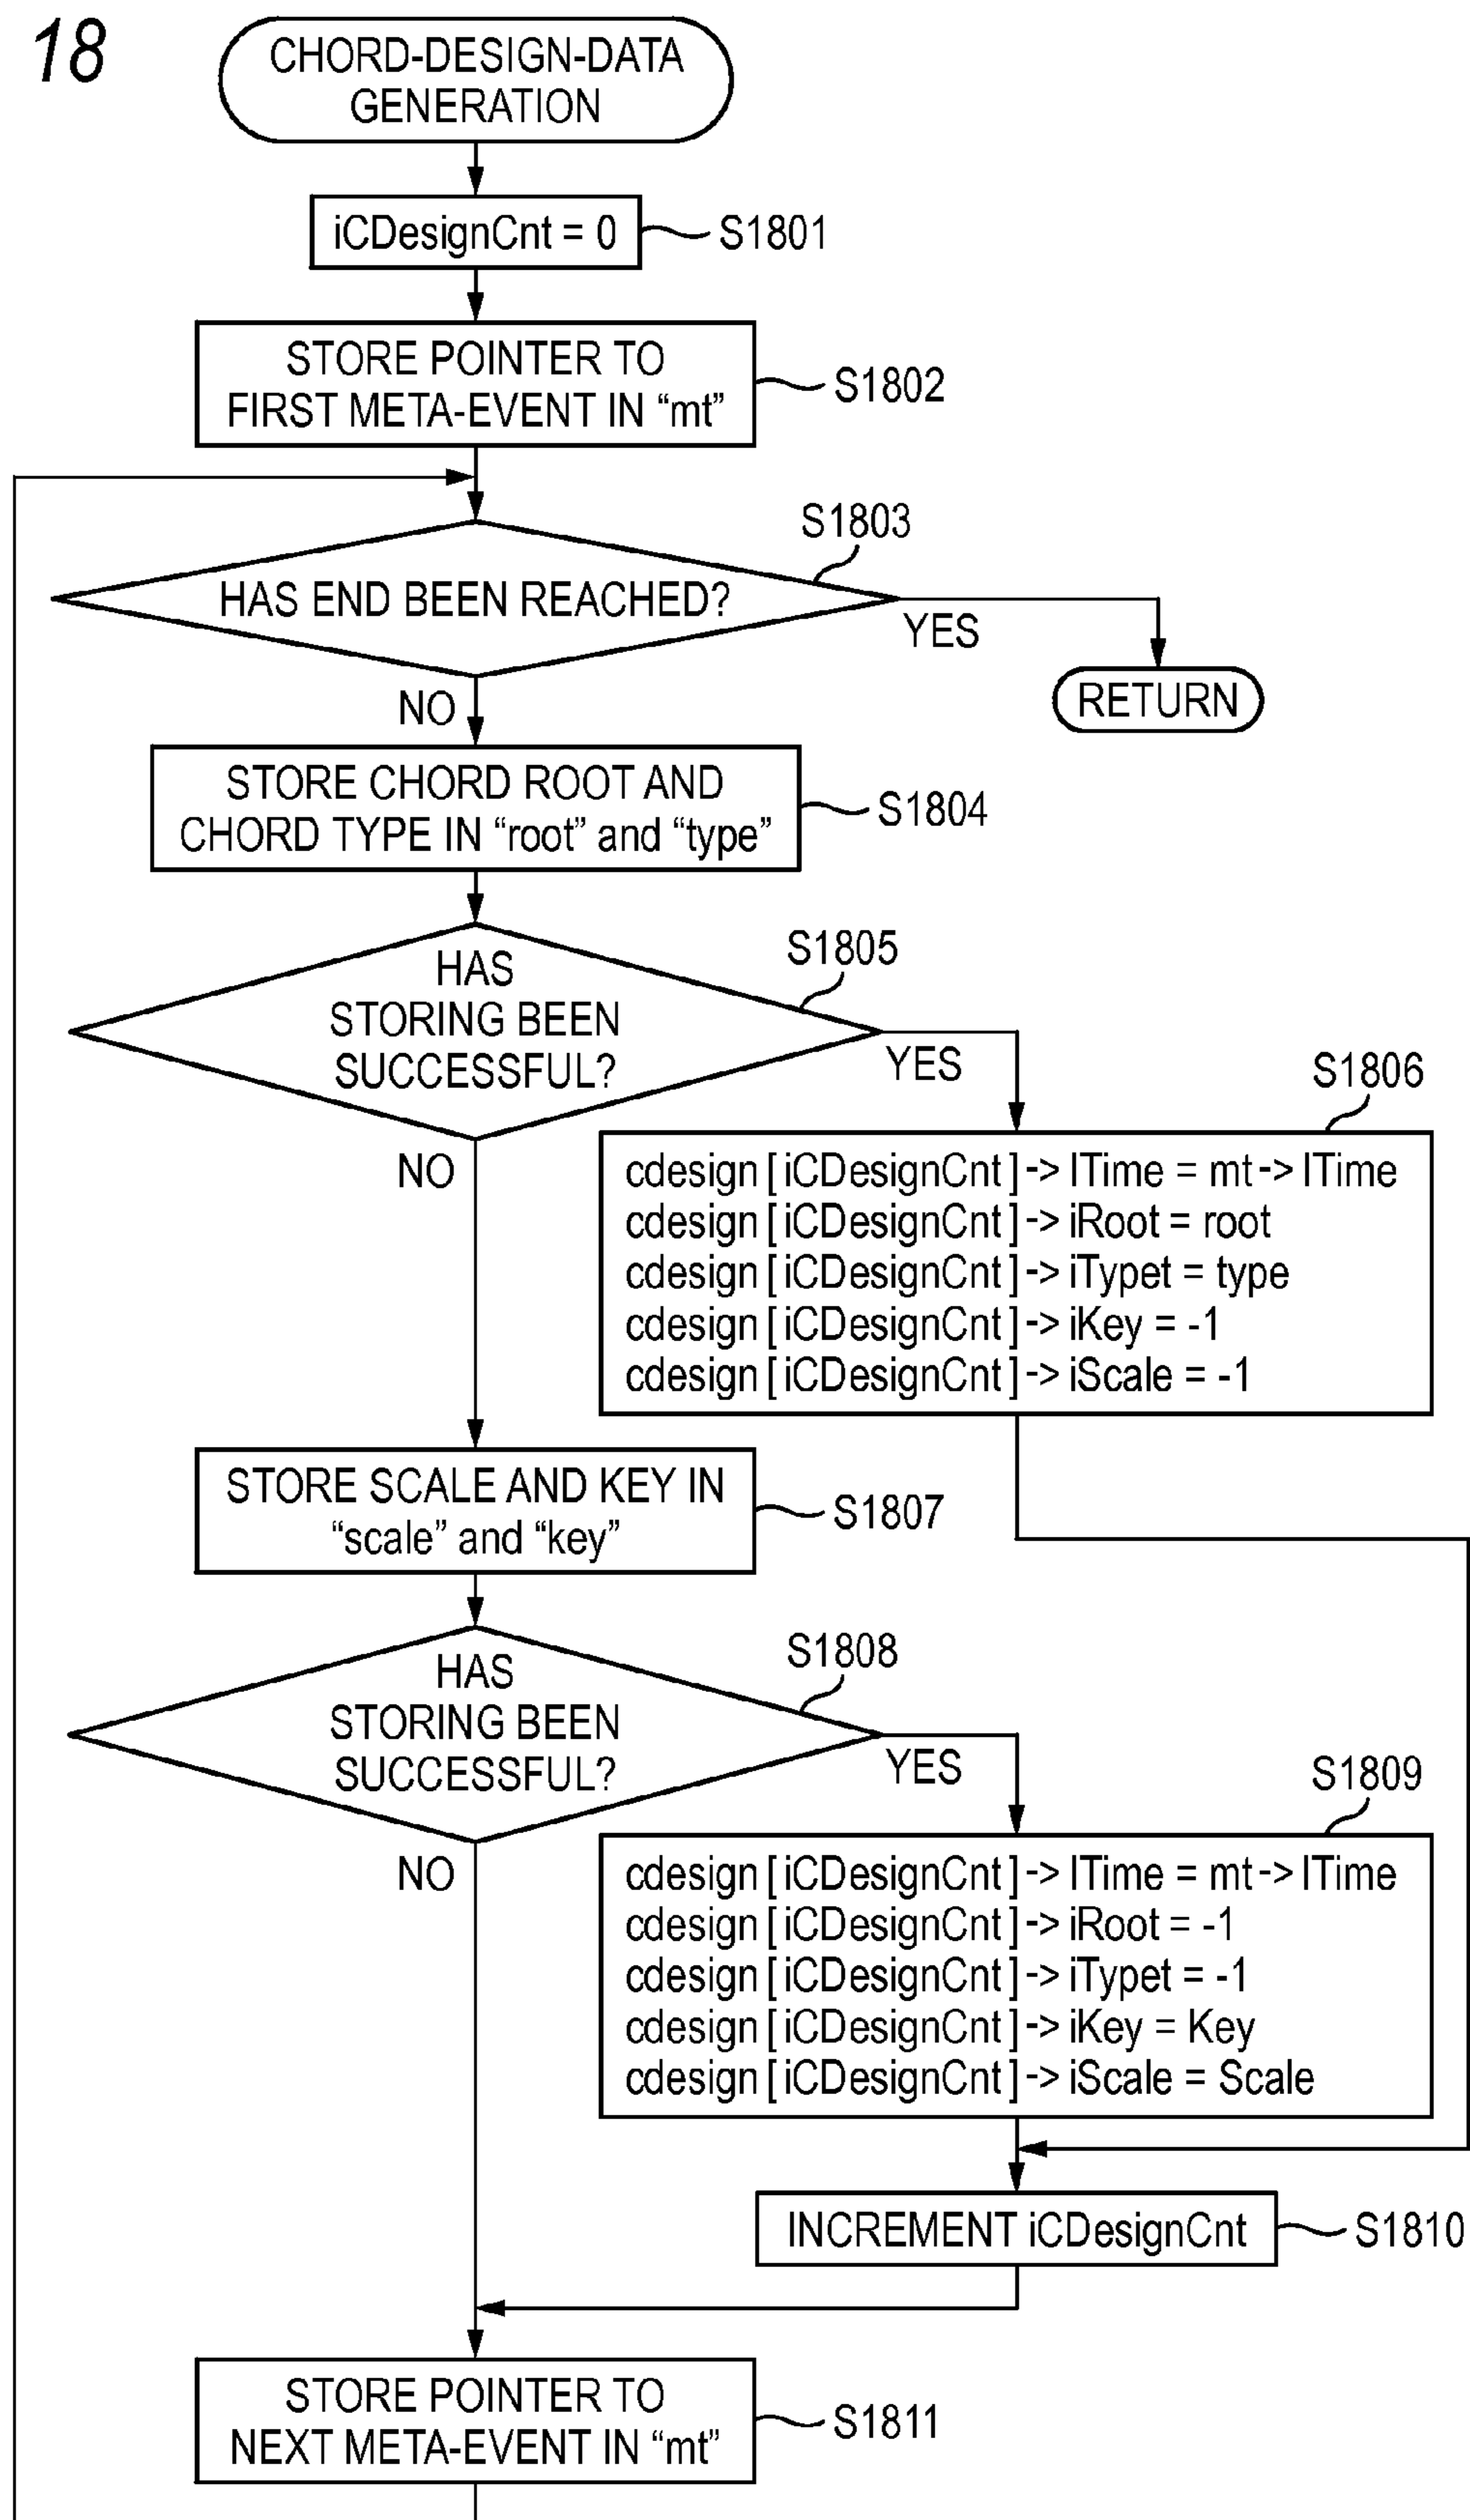 18
CHORD-DESIGN-DATA
GENERATION
iCDesignCnt = 0
S1801
STORE POINTER TO
FIRST META-EVENT IN “mt”
S1802
S1803
HAS END BEEN REACHED?
YES
RETURN
NO
STORE CHORD ROOT AND
CHORD TYPE IN “root” and “type”
S1804
S1805
HAS
STORING BEEN
SUCCESSFUL?
YES
NO
S1806
cdesign [ iCDesignCnt ] -> lTime = mt -> lTime
cdesign [ iCDesignCnt ] -> iRoot = root
cdesign [ iCDesignCnt ] -> iTypet = type
cdesign [ iCDesignCnt ] -> iKey = -1
cdesign [ iCDesignCnt ] -> iScale = -1
STORE SCALE AND KEY IN
“scale” and “key”
S1807
S1808
HAS
STORING BEEN
SUCCESSFUL?
YES
NO
S1809
cdesign [ iCDesignCnt ] -> lTime = mt -> lTime
cdesign [ iCDesignCnt ] -> iRoot = -1
cdesign [ iCDesignCnt ] -> iTypet = -1
cdesign [ iCDesignCnt ] -> iKey = Key
cdesign [ iCDesignCnt ] -> iScale = Scale
INCREMENT iCDesignCnt
S1810
STORE POINTER TO
NEXT META-EVENT IN “mt”
S1811